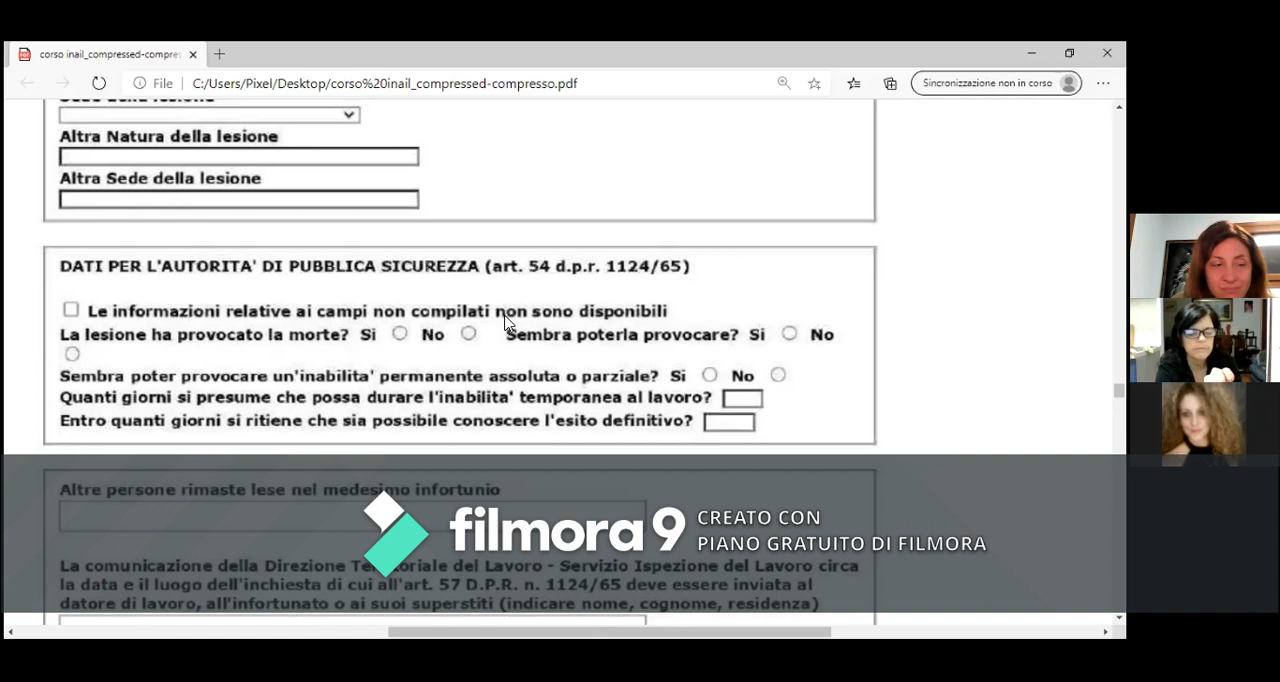 corso inail_compressed-compre
File
C:/Users/Pixel/Desktop/corso%20inail_compressed-compresso.pdf
Sincronizzazione non in corso
Sede della lesione
Altra Natura della lesione
Altra Sede della lesione
DATI PER L'AUTORITA' DI PUBBLICA SICUREZZA (art. 54 d.p.r. 1124/65)
Le informazioni relative ai campi non compilati non sono disponibili
La lesione ha provocato la morte? Si No Sembra poterla provocare? Si No
Sembra poter provocare un'inabilita' permanente assoluta o parziale? Si No
Quanti giorni si presume che possa durare l'inabilita' temporanea al lavoro?
Entro quanti giorni si ritiene che sia possibile conoscere l'esito definitivo?
Altre persone rimaste lese nel medesimo infortunio
filmora9
CREATO CON
PIANO GRATUITO DI FILMORA
La comunicazione della Direzione Territoriale del Lavoro - Servizio Ispezione del Lavoro circa
la data e il luogo dell'inchiesta di cui all'art. 57 D.P.R. n. 1124/65 deve essere inviata al
datore di lavoro, all'infortunato o ai suoi superstiti (indicare nome, cognome, residenza)